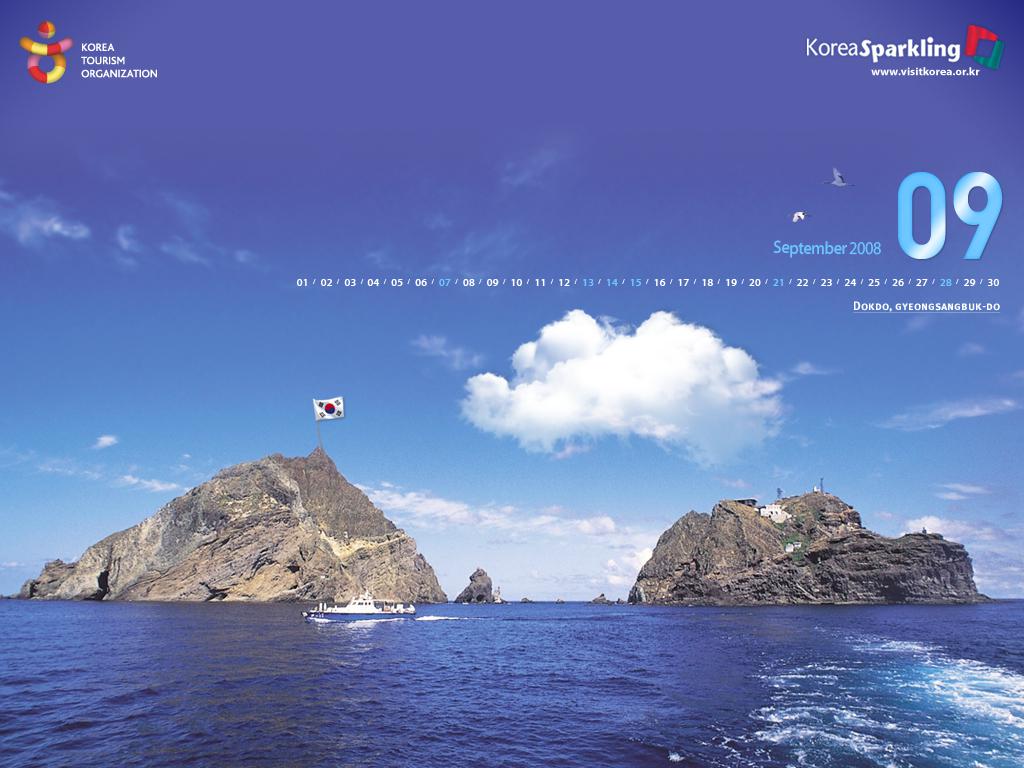 KOREA
TOURISM
ORGANIZATION
KoreaSparkling
www.visitkorea.or.kr
09
September 2008
01 / 02 / 03 / 04 / 05 / 06 / 07 / 08 / 09 / 10 / 11 / 12 / 13 / 14 / 15 / 16 / 17 / 18 / 19 / 20 / 21 / 22 / 23 / 24 / 25 / 26 / 27 / 28 / 29 / 30
DOKDO, GYEONGSANGBUK-DO